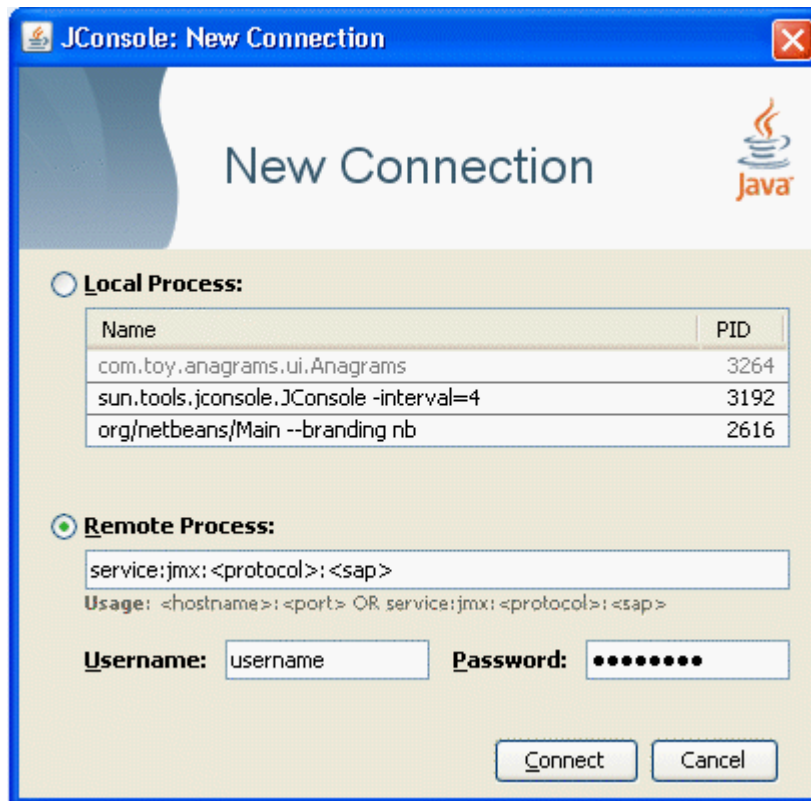 JConsole: New Connection
New Connection
Java
Local Process:
Name PID
com.toy.anagrams.ui.Anagrams 3264
sun.tools.jconsole.JConsole -interval=4 3192
org/netbeans/Main --branding nb 2616
Remote Process:
service:jmx:<protocol>:<sap>
Usage: <hostname>:<port> OR service:jmx:<protocol>:<sap>
Username: username Password: ●●●●●●●●
Connect Cancel